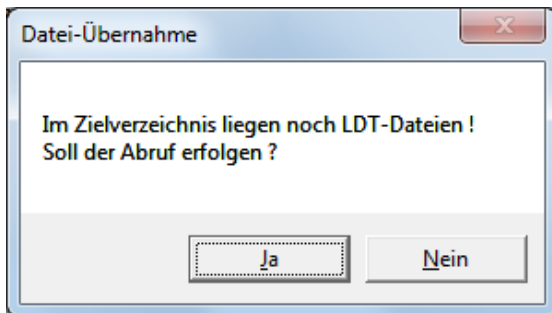 Datei-Übernahme
Im Zielverzeichnis liegen noch LDT-Dateien !
Soll der Abruf erfolgen ?
Ja
Nein